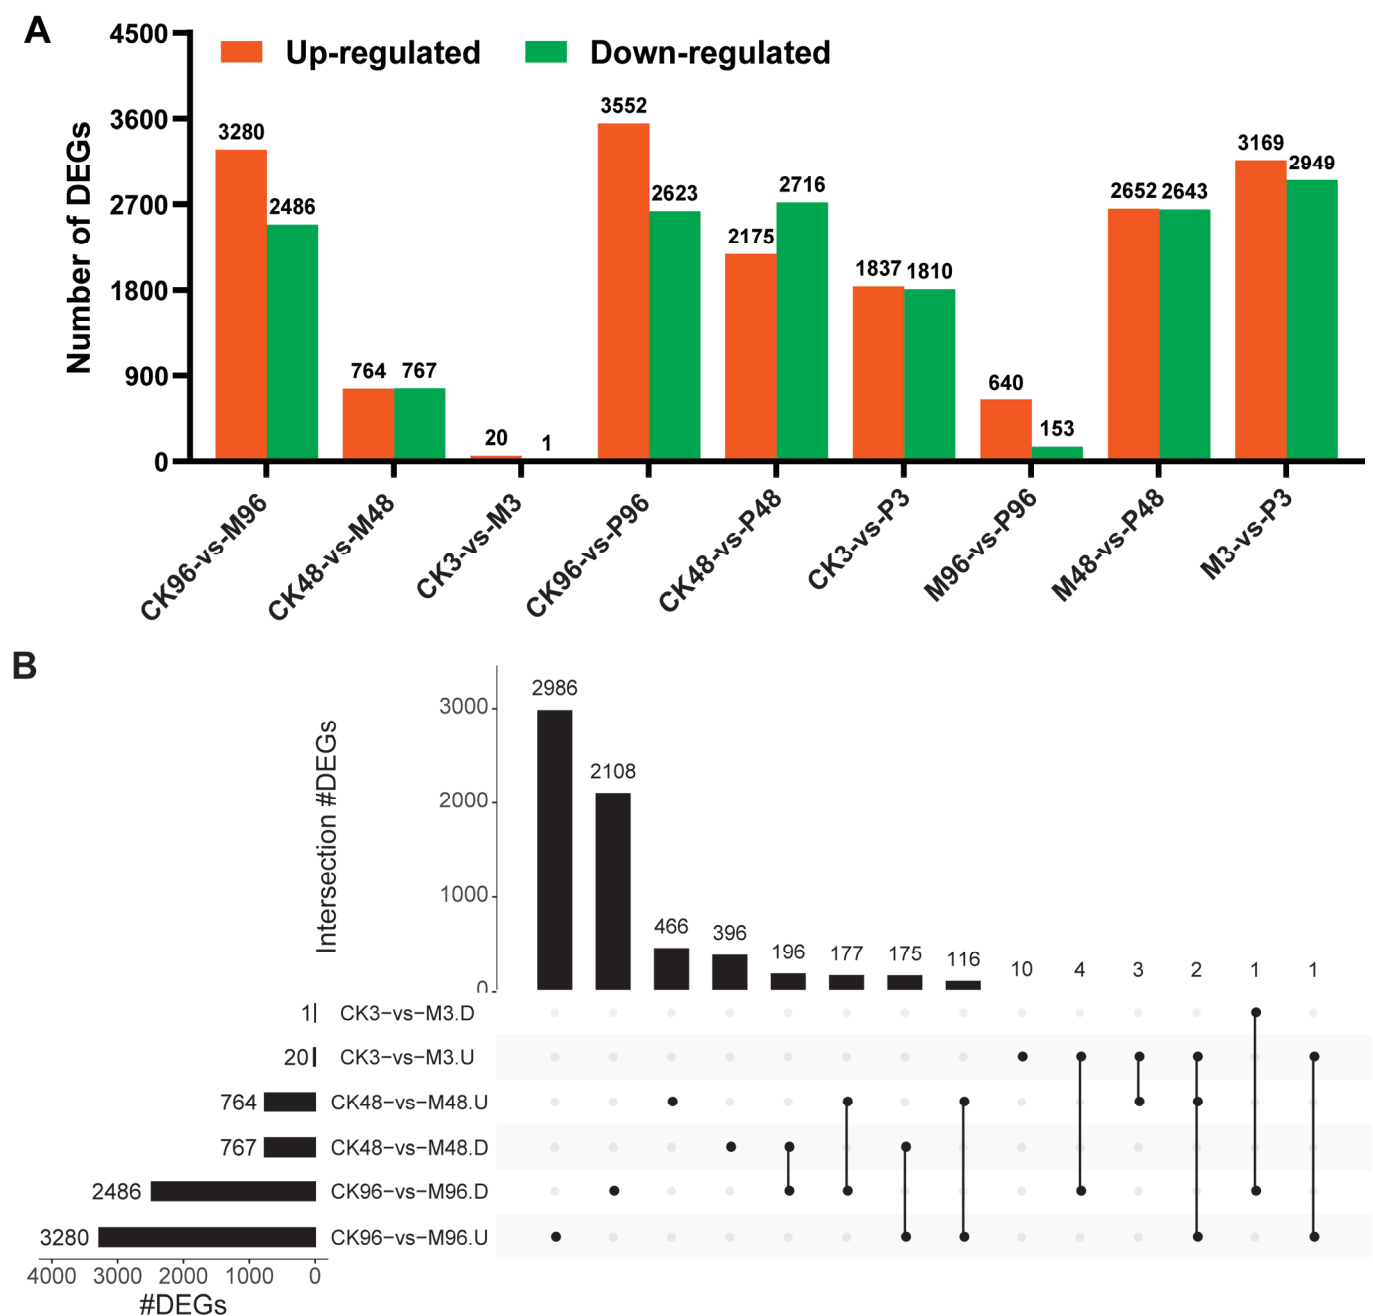 A
4500
3600
2700
1800
900
0
Number of DEGs
Up-regulated
Down-regulated
3280
2486
764
767
20
1
3552
2623
2175
2716
1837
1810
640
153
2652
2643
3169
2949
CK96-vs-M96
CK48-vs-M48
CK3-vs-M3
CK96-vs-P96
CK48-vs-P48
CK3-vs-P3
M96-vs-P96
M48-vs-P48
M3-vs-P3
B
Intersection #DEGs
3000
2000
1000
0
2986
2108
466
396
196
177
175
116
10
4
3
2
1
1
1 CK3−vs−M3.D
20 CK3−vs−M3.U
764 CK48−vs−M48.U
767 CK48−vs−M48.D
2486 CK96−vs−M96.D
3280 CK96−vs−M96.U
4000 3000 2000 1000 0
#DEGs